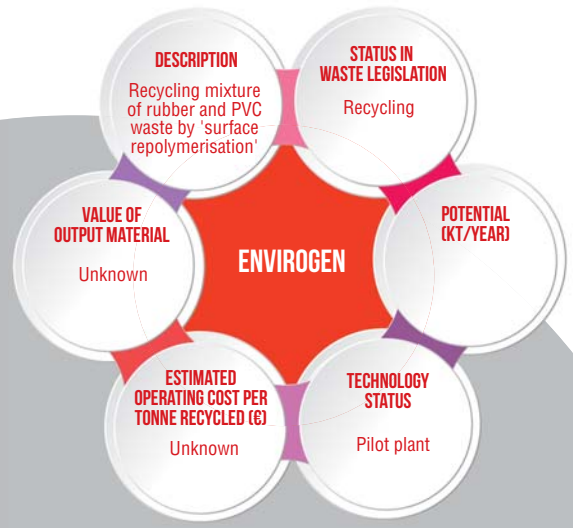 DESCRIPTION
Recycling mixture
of rubber and PVC
waste by 'surface
repolymerisation'
STATUS IN
WASTE LEGISLATION
Recycling
VALUE OF
OUTPUT MATERIAL
Unknown
ENVIROGEN
POTENTIAL
(KT/YEAR)
ESTIMATED
OPERATING COST PER
TONNE RECYCLED (€)
Unknown
TECHNOLOGY
STATUS
Pilot plant